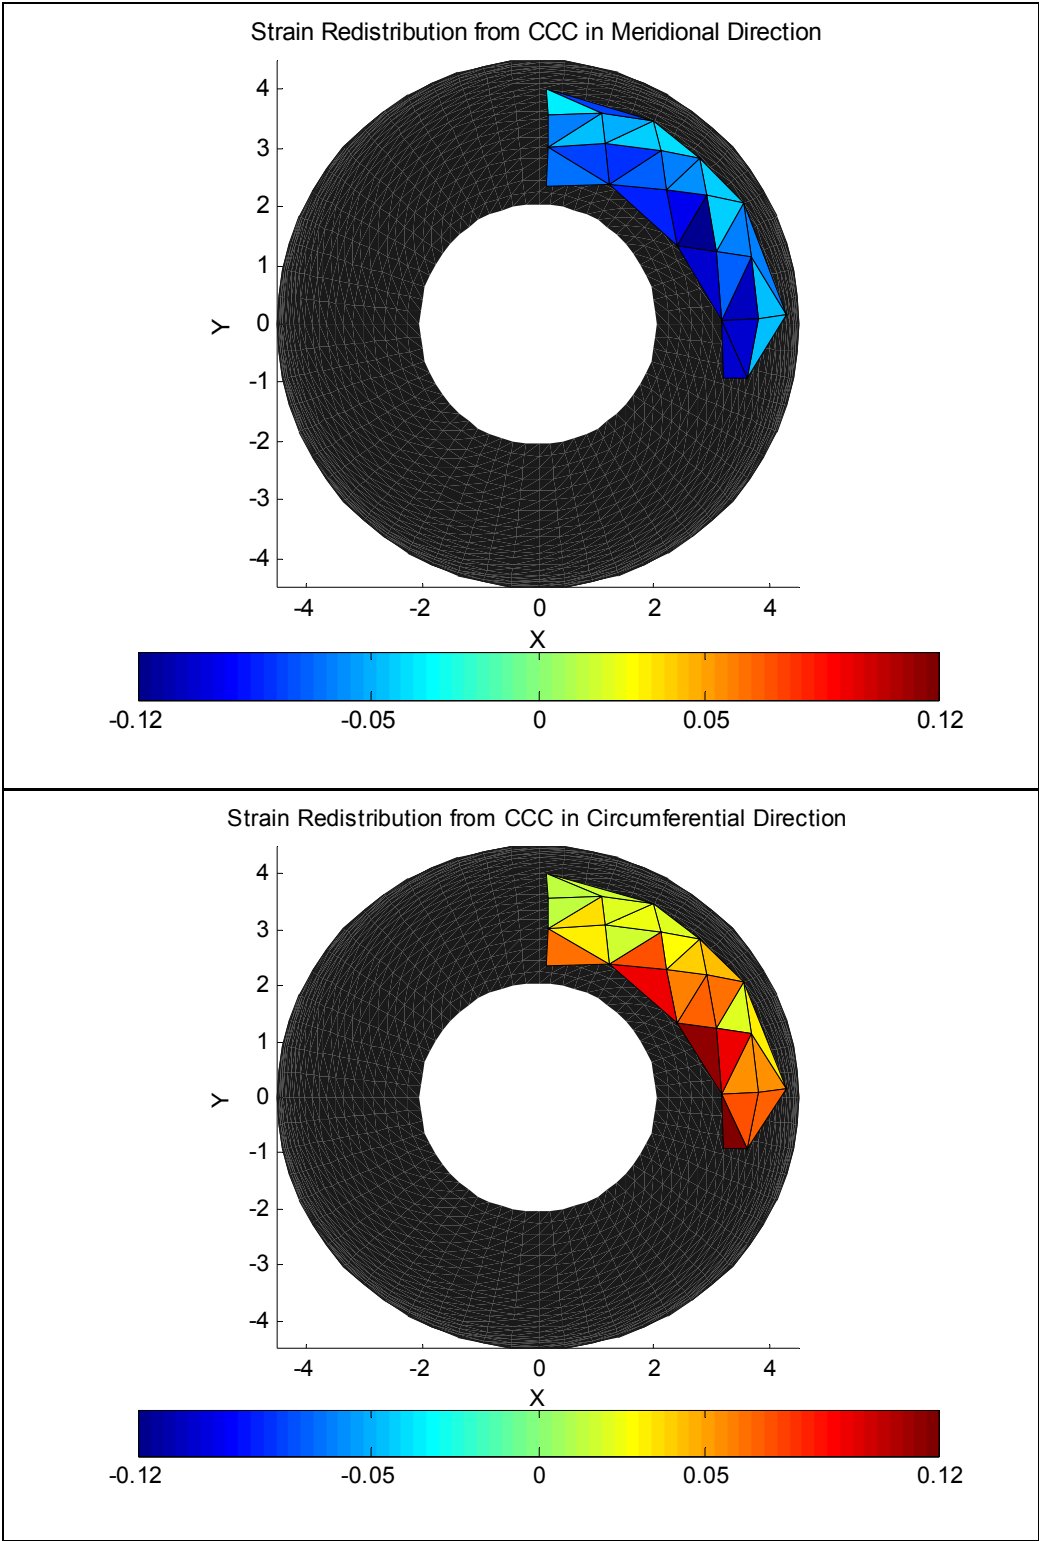 Strain Redistribution from CCC in Meridional Direction
4
3
2
1
0
-1
-2
-3
-4
Y
-4 -2 0 2 4
X
-0.12 -0.05 0 0.05 0.12
Strain Redistribution from CCC in Circumferential Direction
4
3
2
1
0
-1
-2
-3
-4
Y
-4 -2 0 2 4
X
-0.12 -0.05 0 0.05 0.12